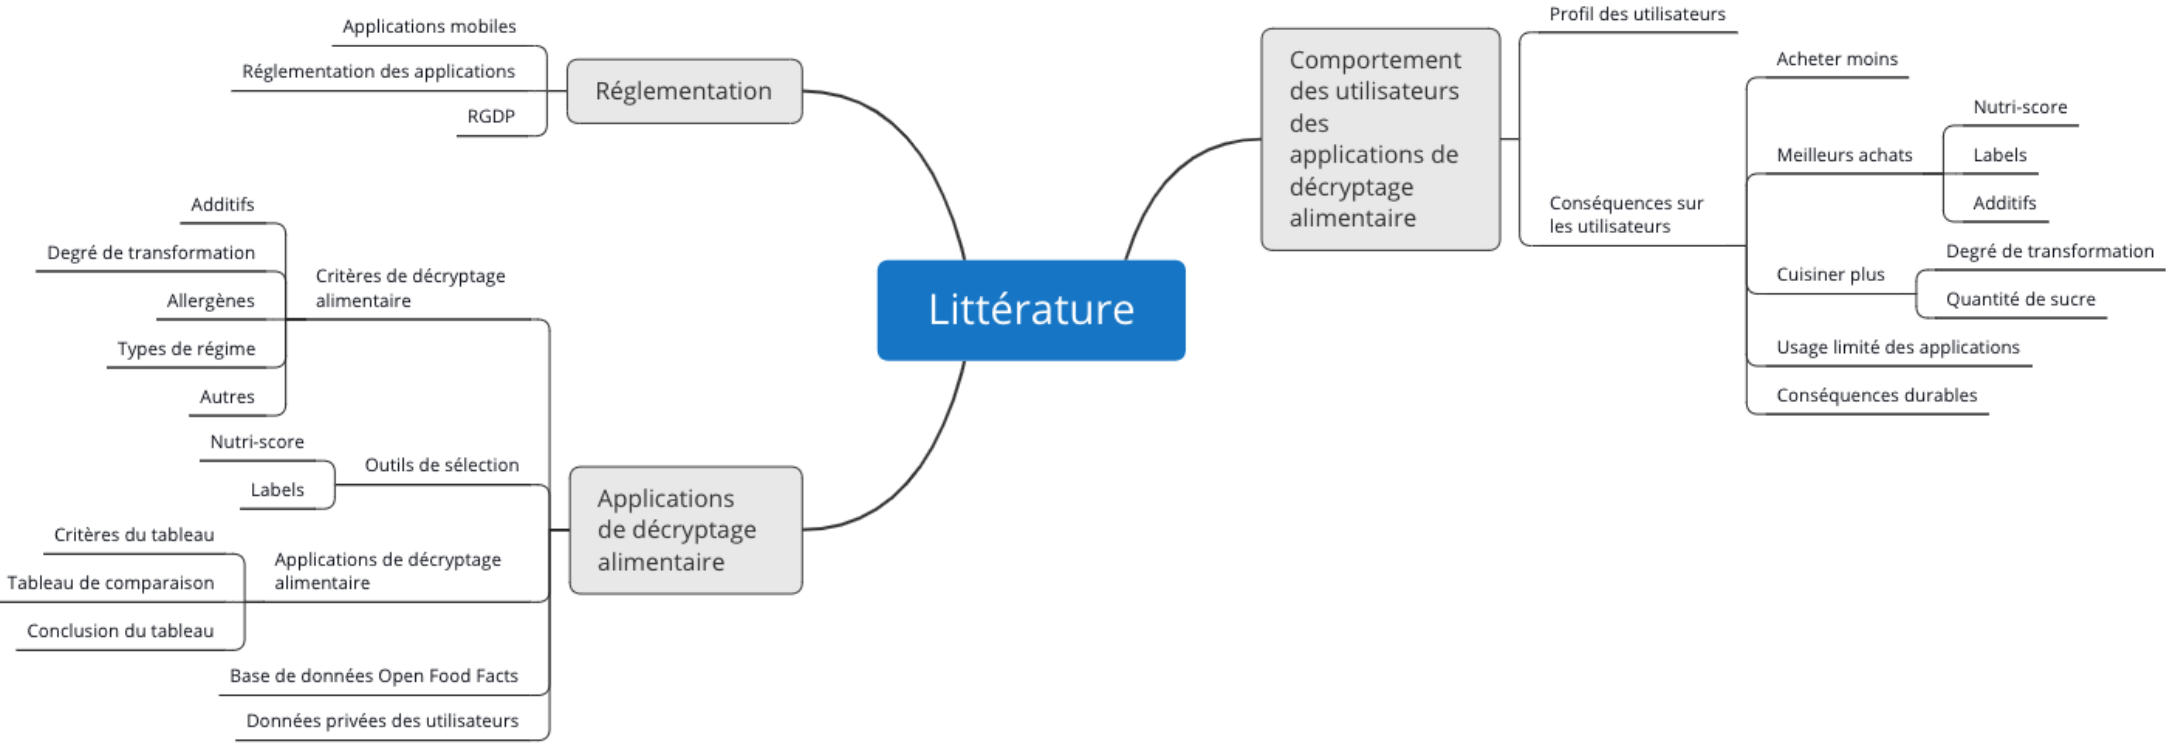 Applications mobiles
Réglementation des applications
RGDP
Réglementation
Additifs
Degré de transformation
Allergènes
Types de régime
Autres
Critères de décryptage
alimentaire
Nutri-score
Labels
Outils de sélection
Critères du tableau
Tableau de comparaison
Conclusion du tableau
Applications de décryptage
alimentaire
Base de données Open Food Facts
Données privées des utilisateurs
Applications
de décryptage
alimentaire
Littérature
Comportement
des utilisateurs
des
applications de
décryptage
alimentaire
Profil des utilisateurs
Conséquences sur
les utilisateurs
Acheter moins
Meilleurs achats
Nutri-score
Labels
Additifs
Cuisiner plus
Degré de transformation
Quantité de sucre
Usage limité des applications
Conséquences durables